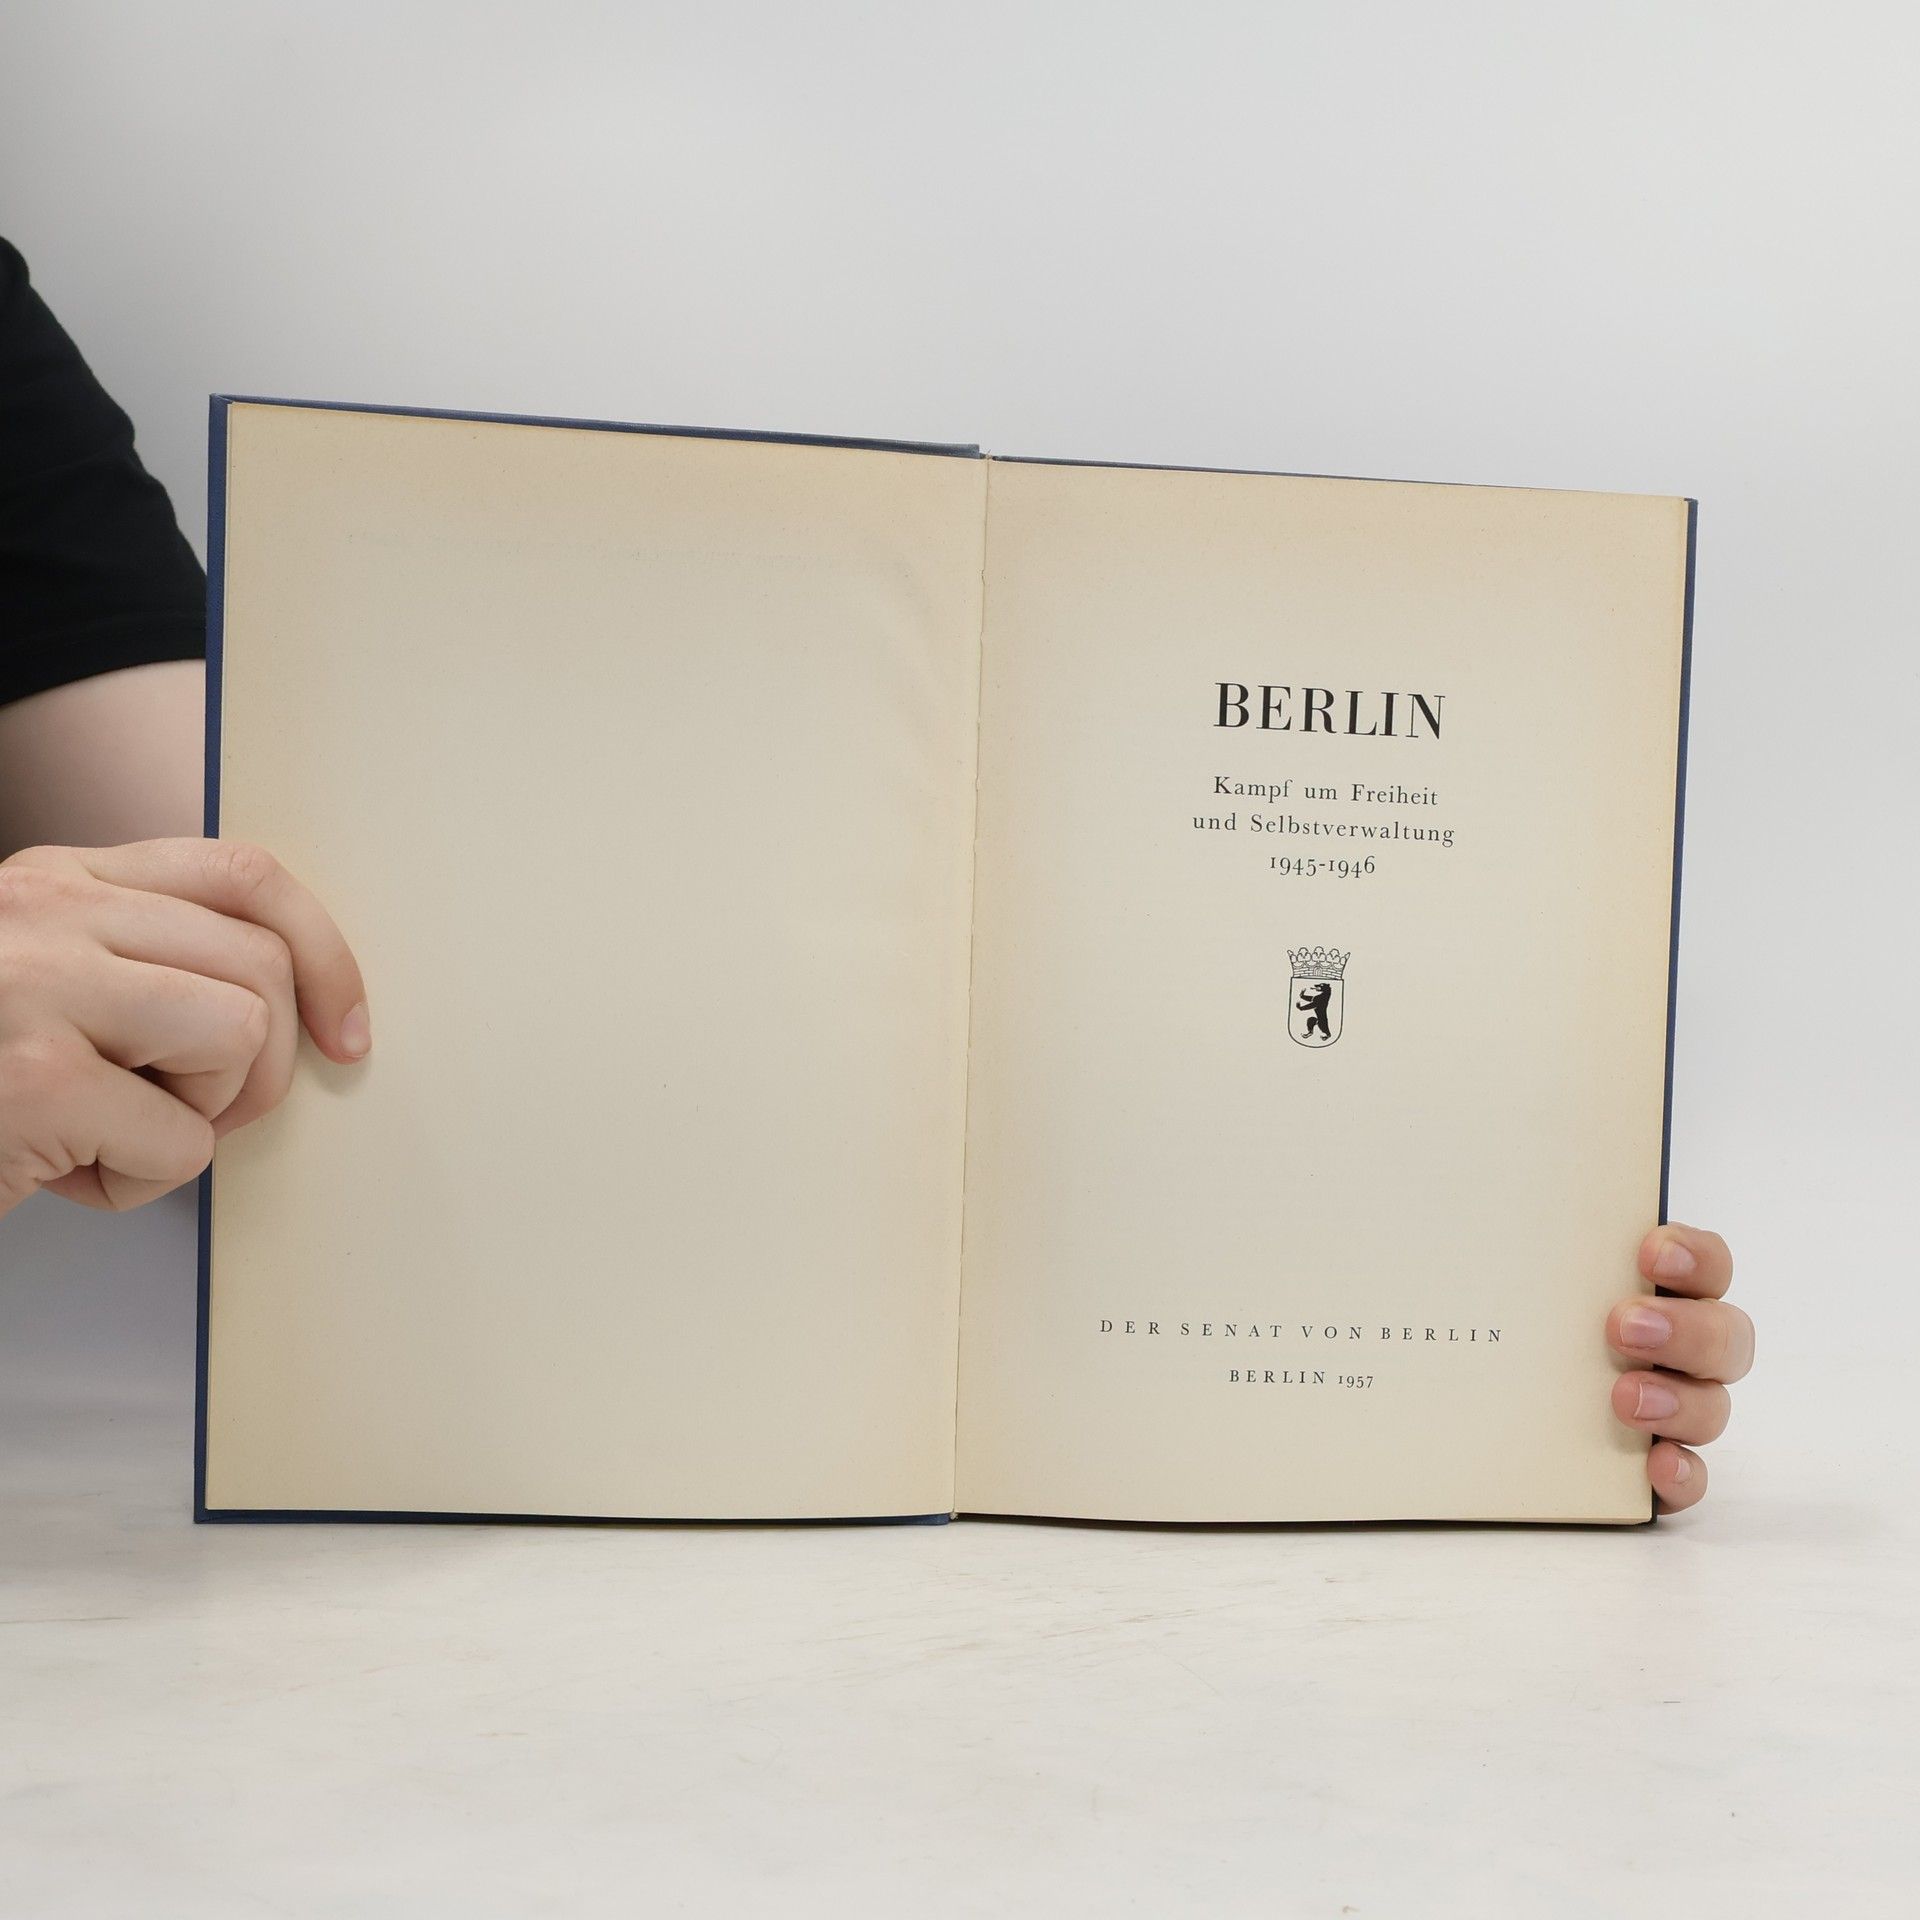 BERLIN
Kampf um Freiheit
und Selbstverwaltung
1945-1946
DER SENAT VON BERLIN
BERLIN 1957